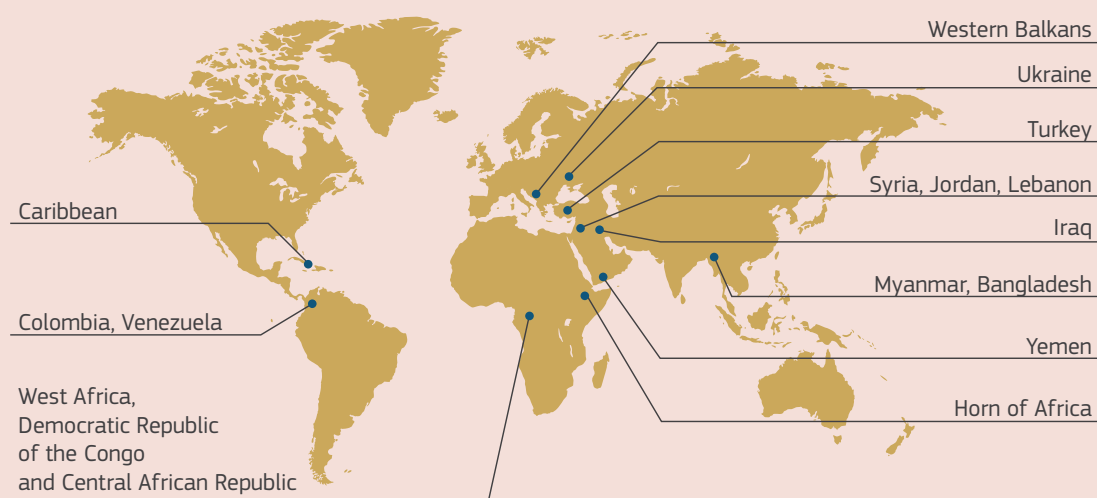 Western Balkans
Ukraine
Turkey
Syria, Jordan, Lebanon
Iraq
Myanmar, Bangladesh
Yemen
Horn of Africa
Caribbean
Colombia, Venezuela
West Africa,
Democratic Republic
of the Congo
and Central African Republic